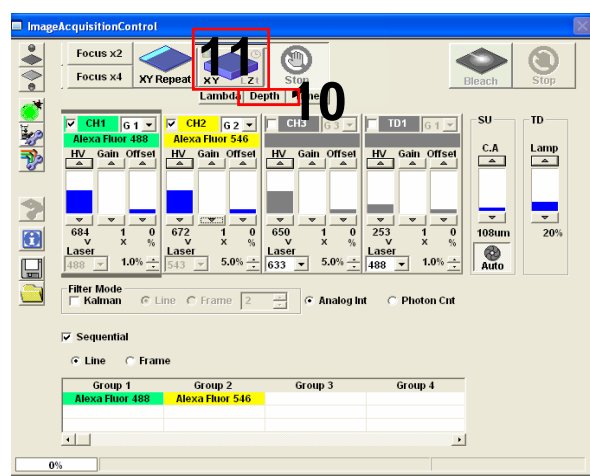 ImageAcquisitionControl
Focus x2
Focus x4
XY Repeat
11
XY
LZt
Stop
Bleach
Stop
Lambda Depth
10
CH1 G 1
CH2 G 2
CH3 G 3
TD1 G 1
SU
TD
Alexa Fluor 488
Alexa Fluor 546
HV Gain Offset
HV Gain Offset
HV Gain Offset
HV Gain Offset
C.A
Lamp
684 1 0
V X %
672 1 0
V X %
650 1 0
V X %
253 1 0
V X %
108um
20%
Laser
488 1.0%
Laser
543 5.0%
Laser
633 5.0%
Laser
488 1.0%
Auto
Filter Mode
Kalman Line Frame 2 Analog Int Photon Cnt
Sequential
Line Frame
Group 1 Group 2 Group 3 Group 4
Alexa Fluor 488 Alexa Fluor 546
0%